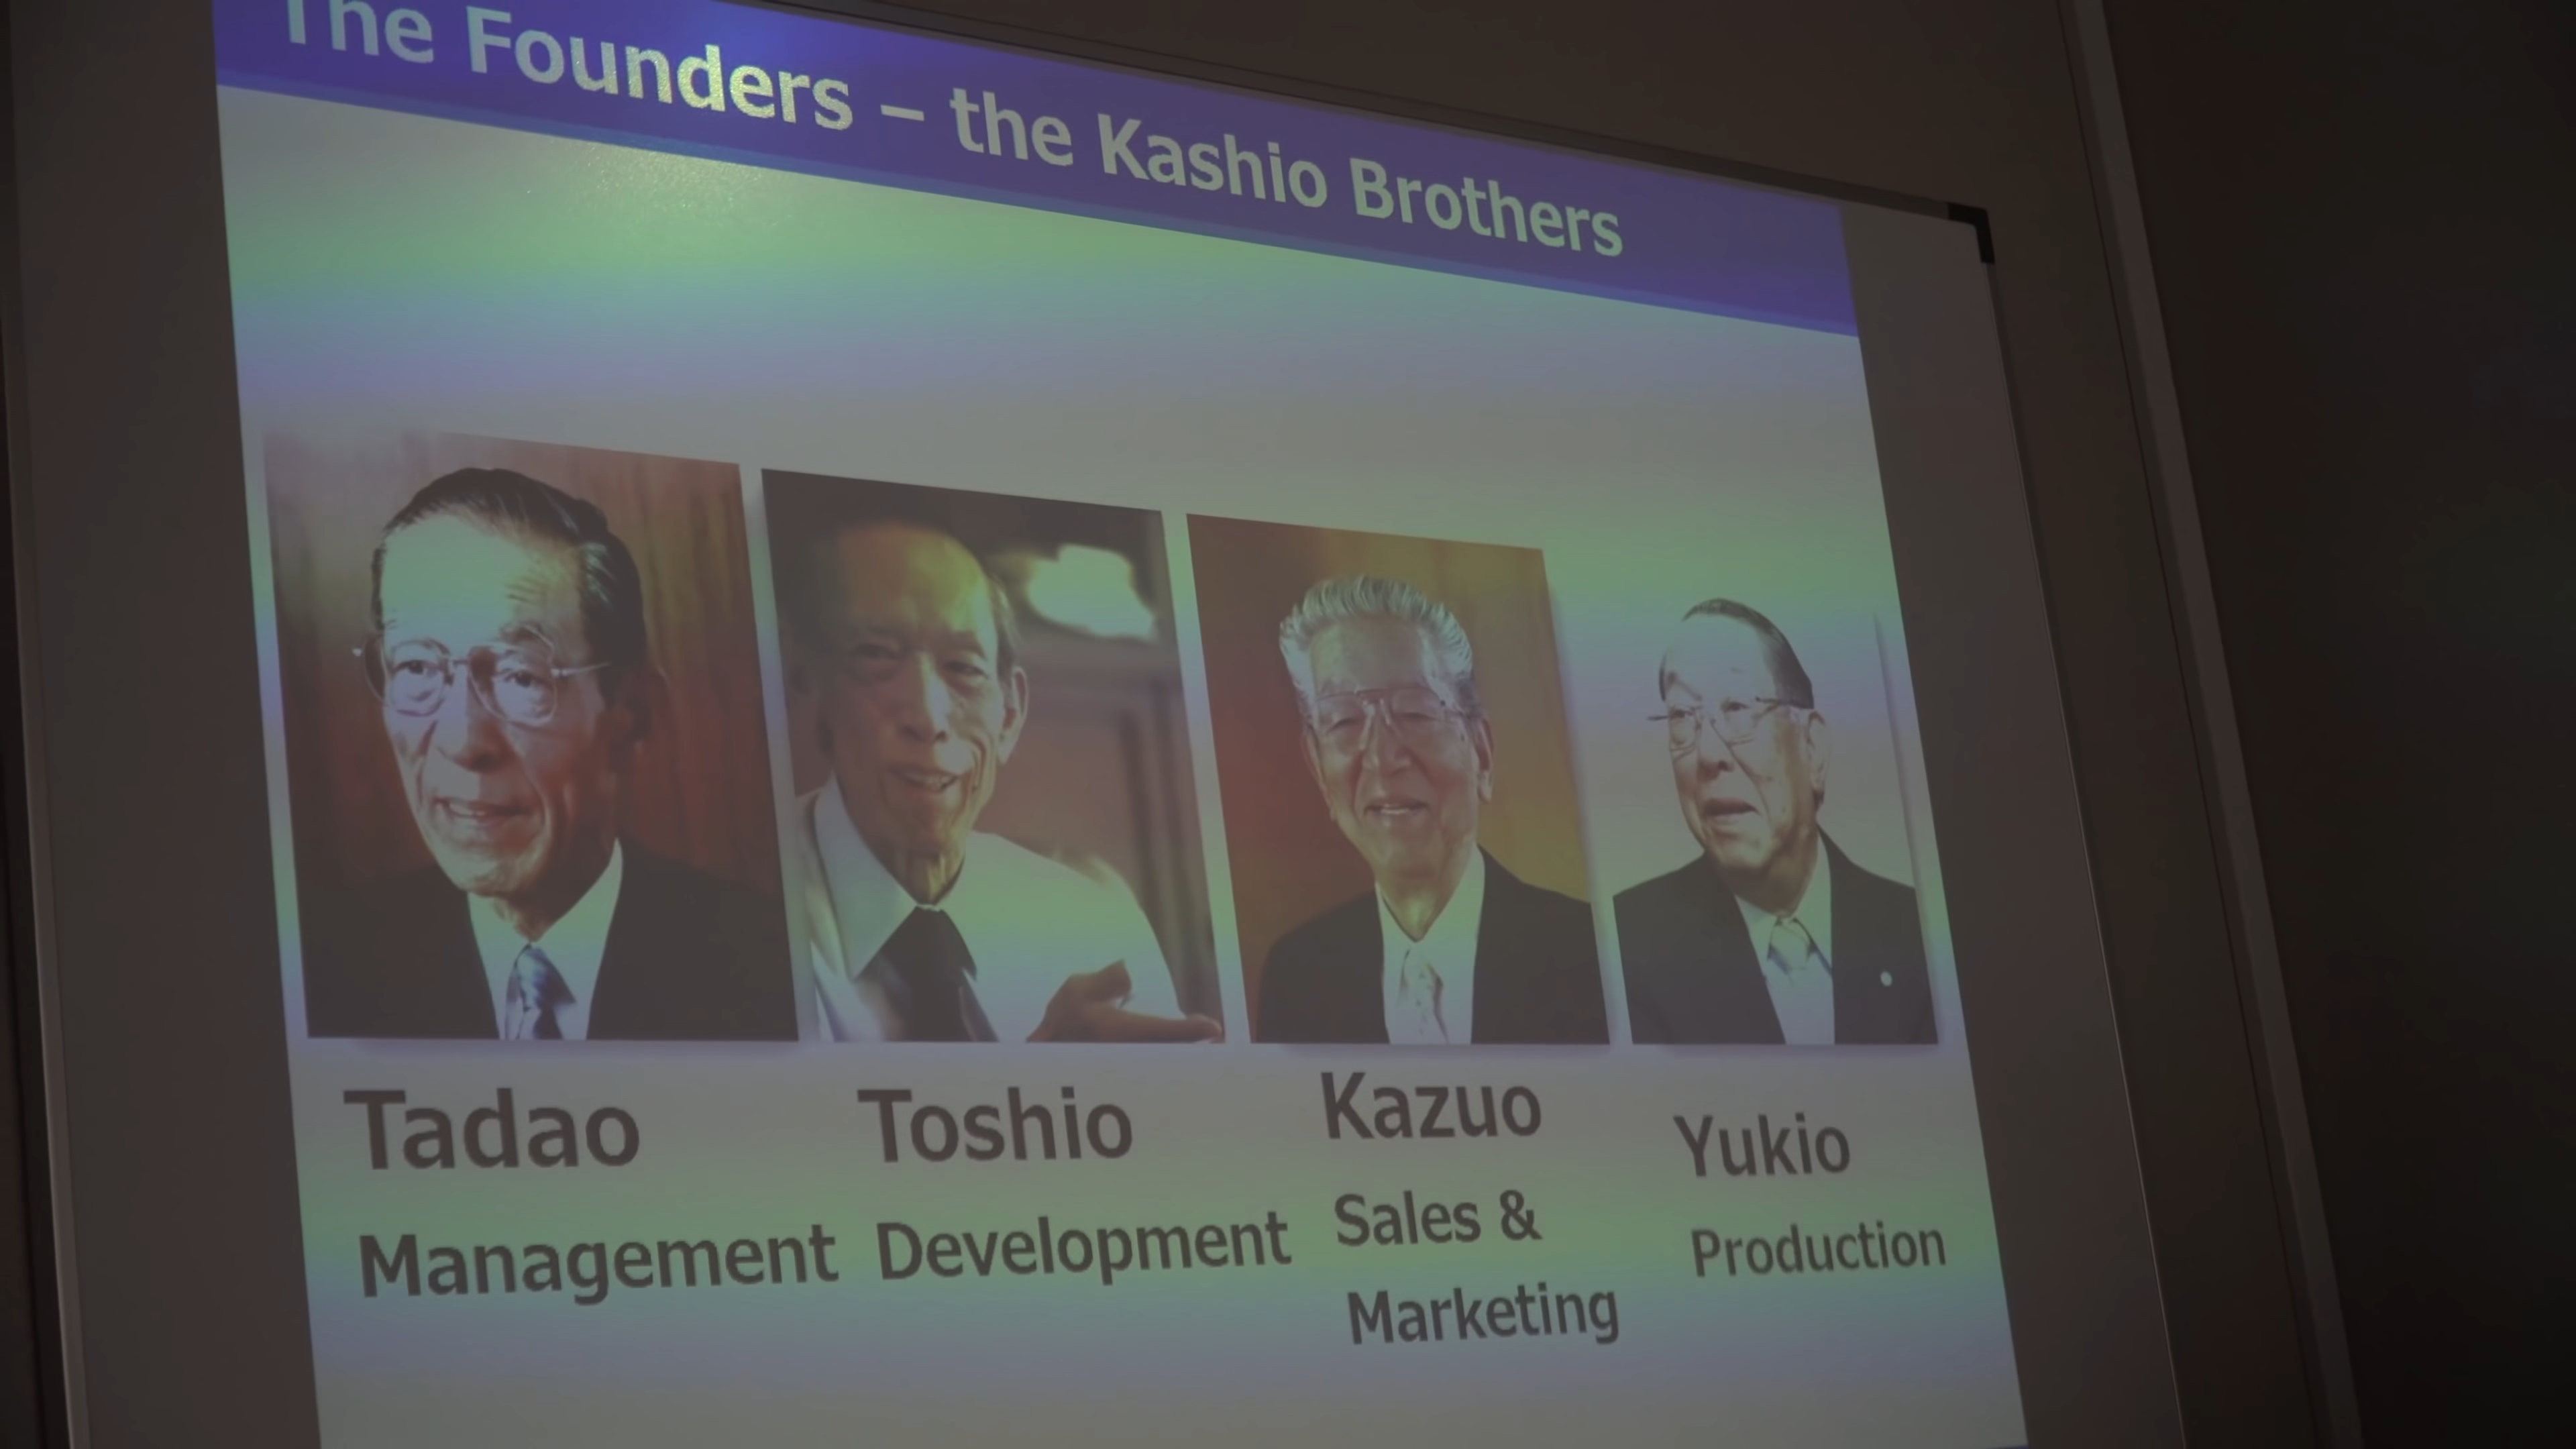 The Founders – the Kashio Brothers
Tadao
Management
Toshio
Development
Kazuo
Sales &
Marketing
Yukio
Production